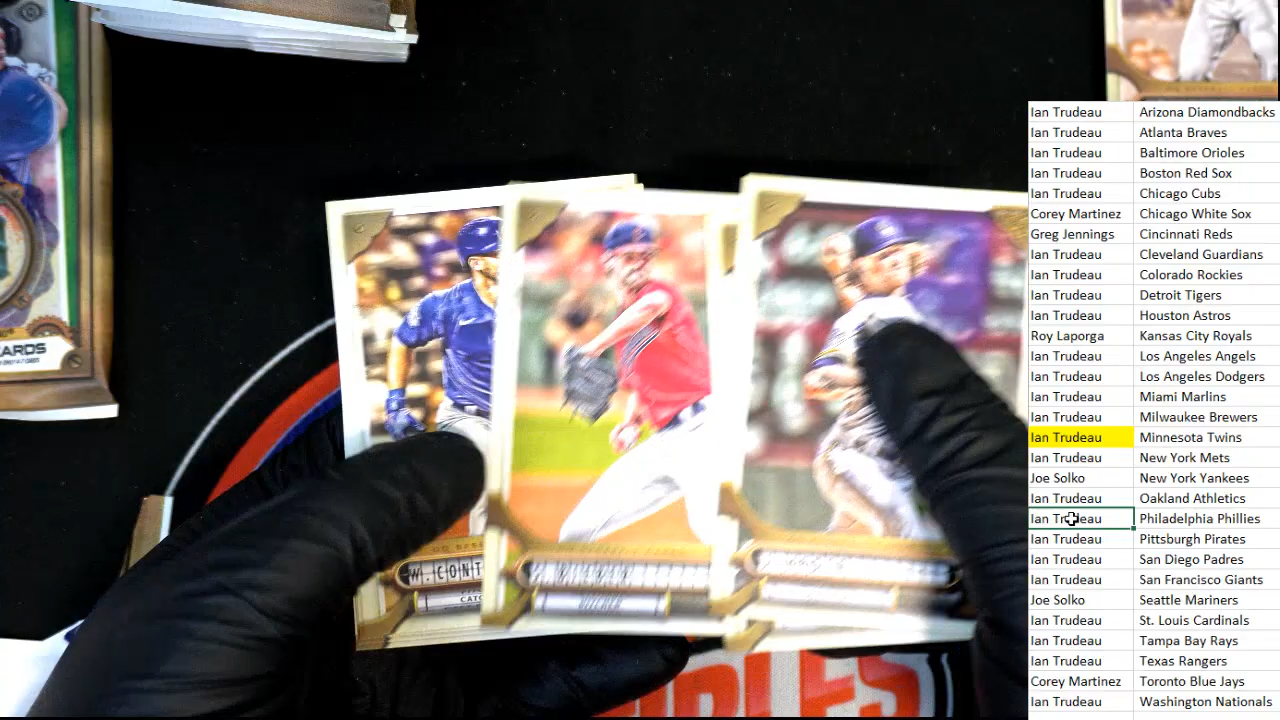 Ian Trudeau Arizona Diamondbacks
Ian Trudeau Atlanta Braves
Ian Trudeau Baltimore Orioles
Ian Trudeau Boston Red Sox
Ian Trudeau Chicago Cubs
Corey Martinez Chicago White Sox
Greg Jennings Cincinnati Reds
Ian Trudeau Cleveland Guardians
Ian Trudeau Colorado Rockies
Ian Trudeau Detroit Tigers
Ian Trudeau Houston Astros
Roy Laporga Kansas City Royals
Ian Trudeau Los Angeles Angels
Ian Trudeau Los Angeles Dodgers
Ian Trudeau Miami Marlins
Ian Trudeau Milwaukee Brewers
Ian Trudeau Minnesota Twins
Ian Trudeau New York Mets
Joe Solko New York Yankees
Ian Trudeau Oakland Athletics
Ian Trudeau Philadelphia Phillies
Ian Trudeau Pittsburgh Pirates
Ian Trudeau San Diego Padres
Ian Trudeau San Francisco Giants
Joe Solko Seattle Mariners
Ian Trudeau St. Louis Cardinals
Ian Trudeau Tampa Bay Rays
Ian Trudeau Texas Rangers
Corey Martinez Toronto Blue Jays
Ian Trudeau Washington Nationals
ARDS
W.CONT
CATC
PLES